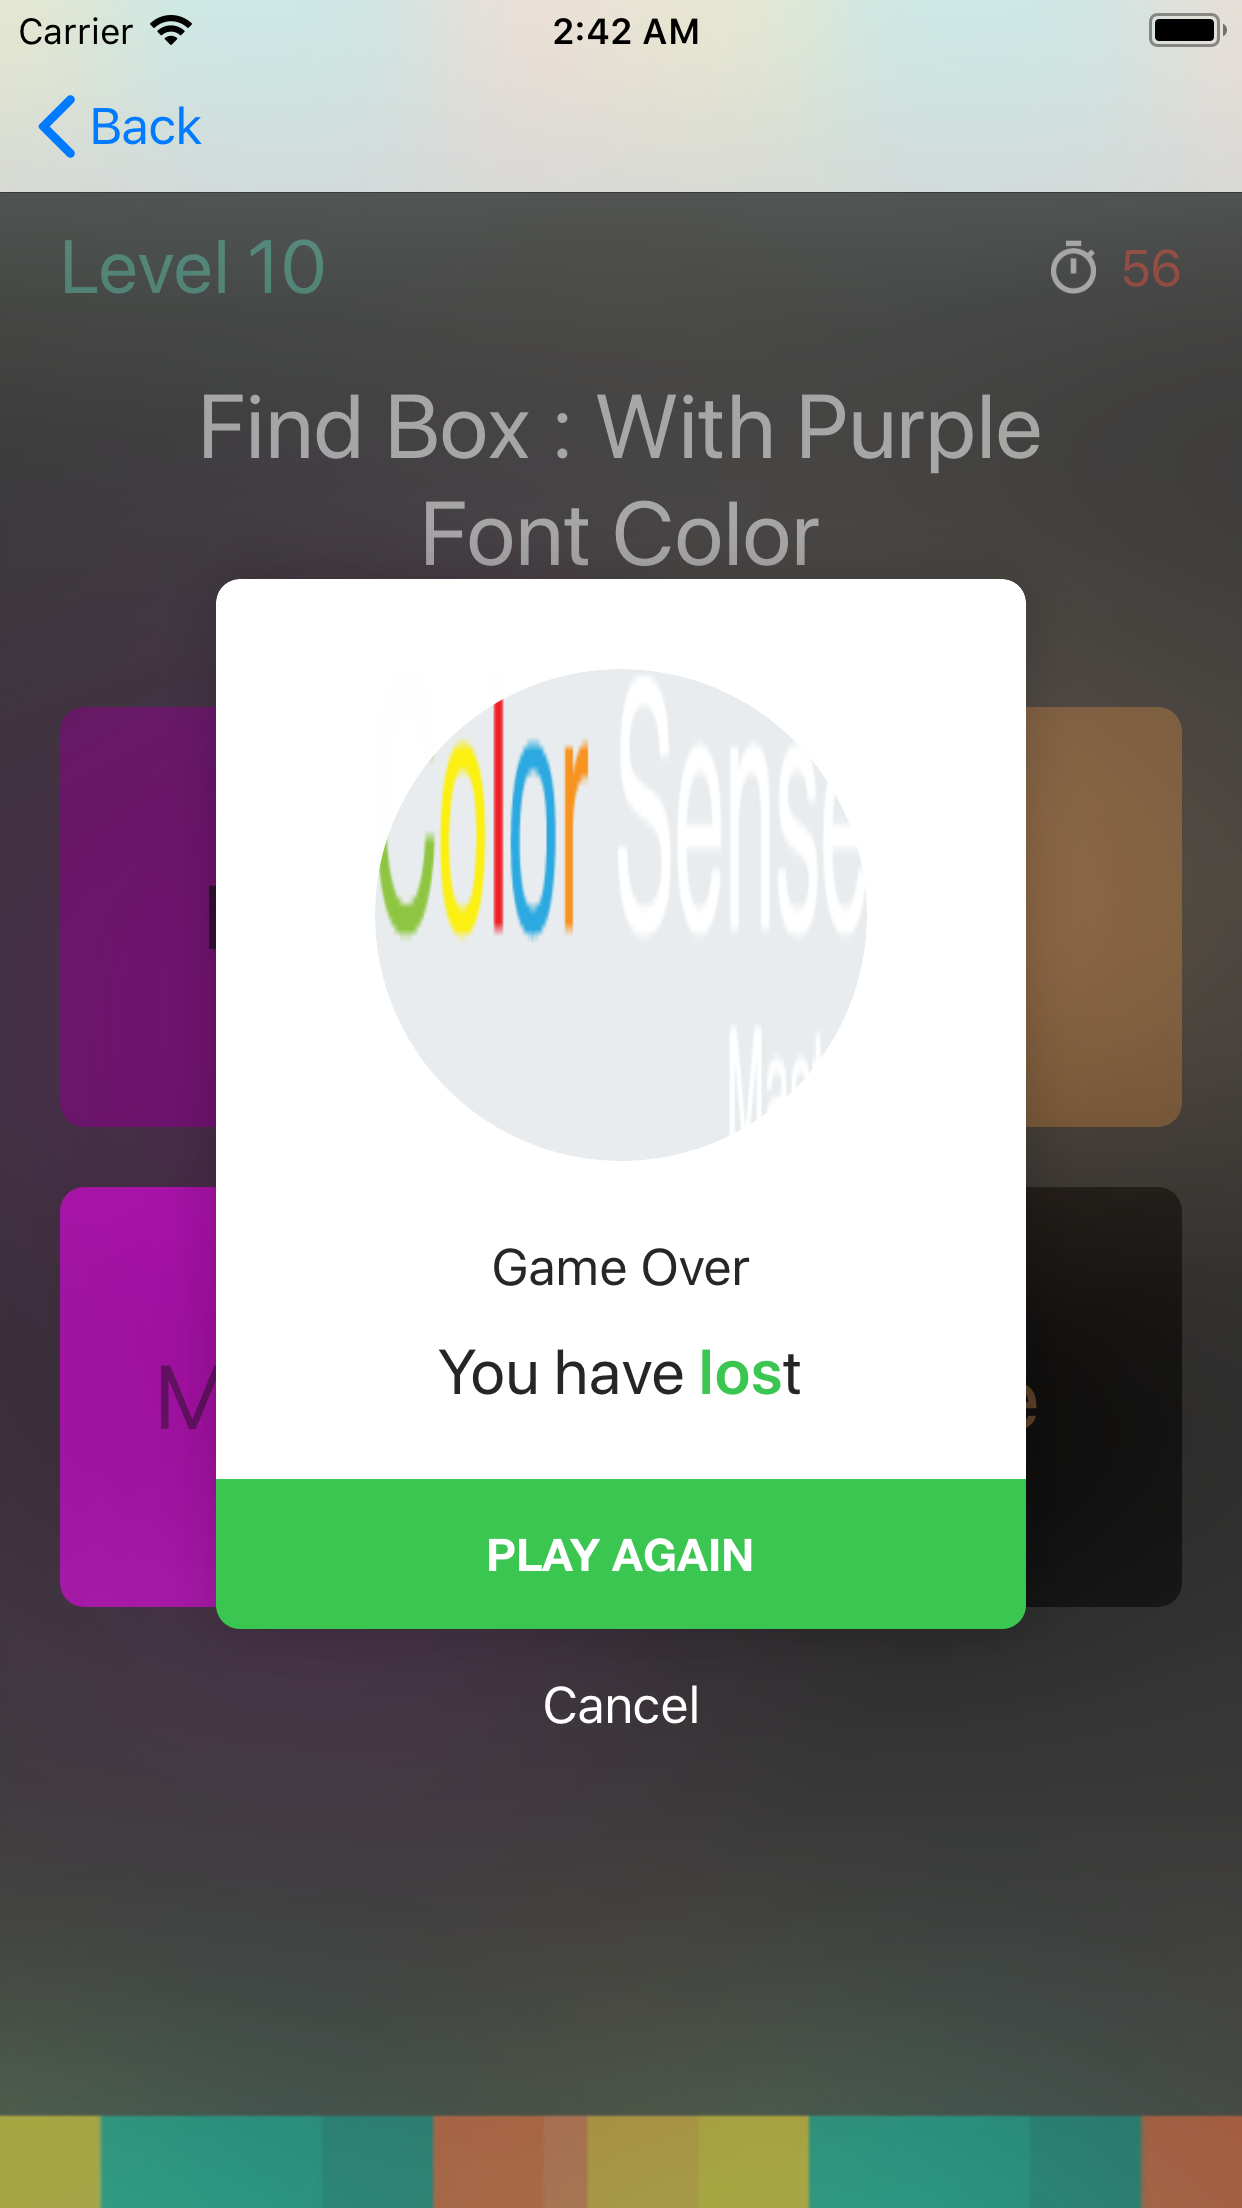 Carrier 2:42 AM
Back
Level 10 56
Find Box : With Purple
Font Color
Color Sense
Game Over
You have lost
PLAY AGAIN
Cancel